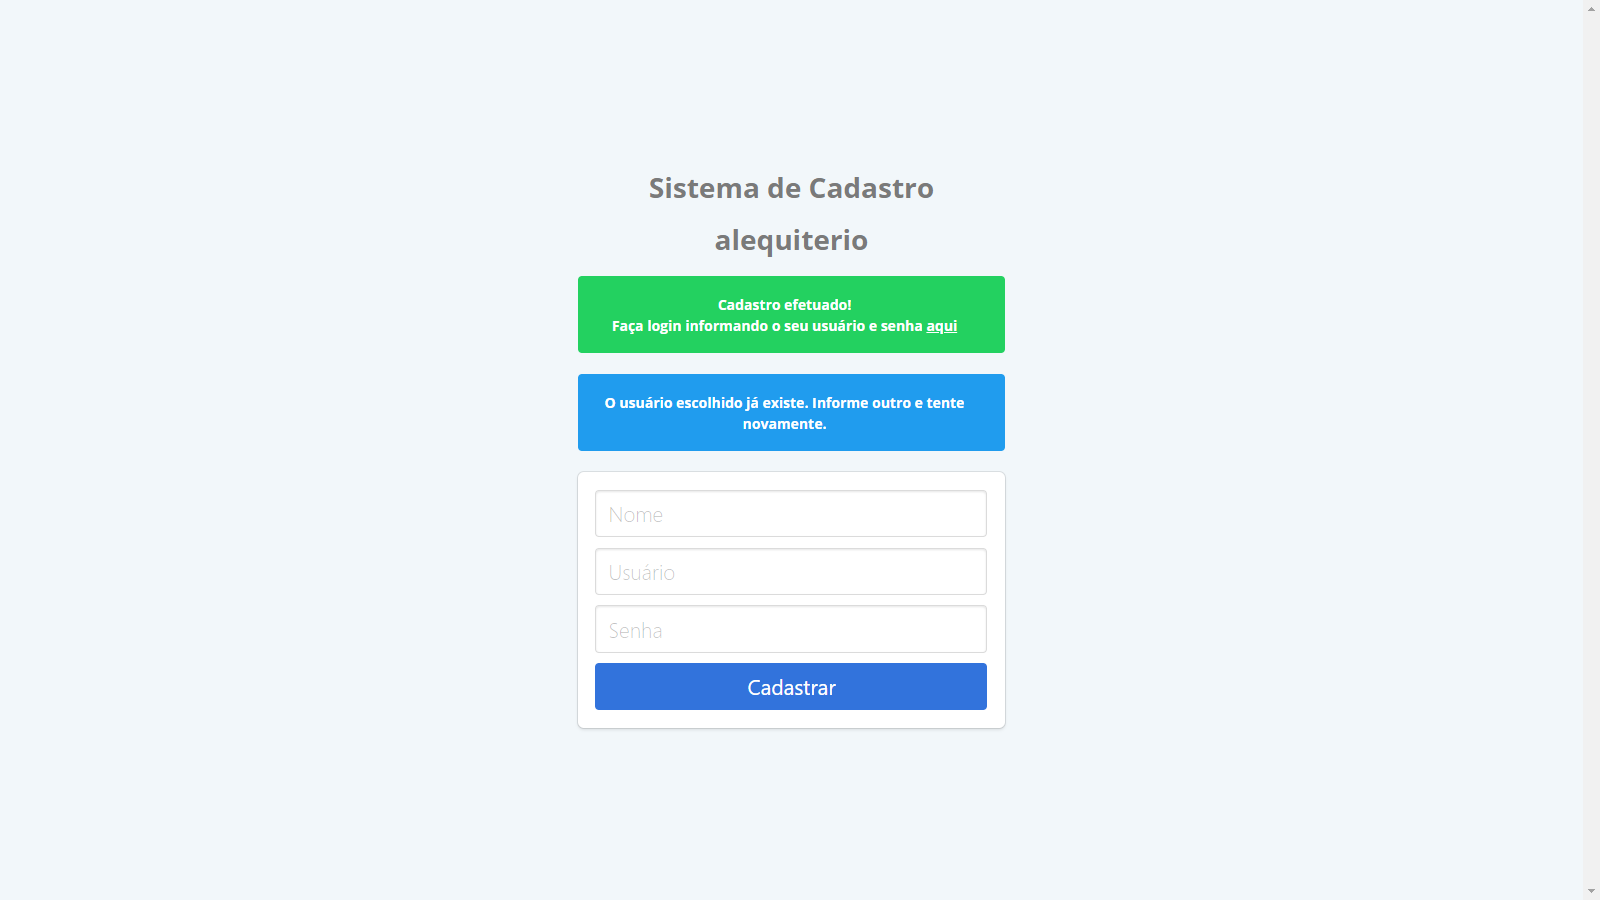 Sistema de Cadastro
alequiterio
Cadastro efetuado!
Faça login informando o seu usuário e senha aqui
O usuário escolhido já existe. Informe outro e tente
novamente.
Nome
Usuário
Senha
Cadastrar